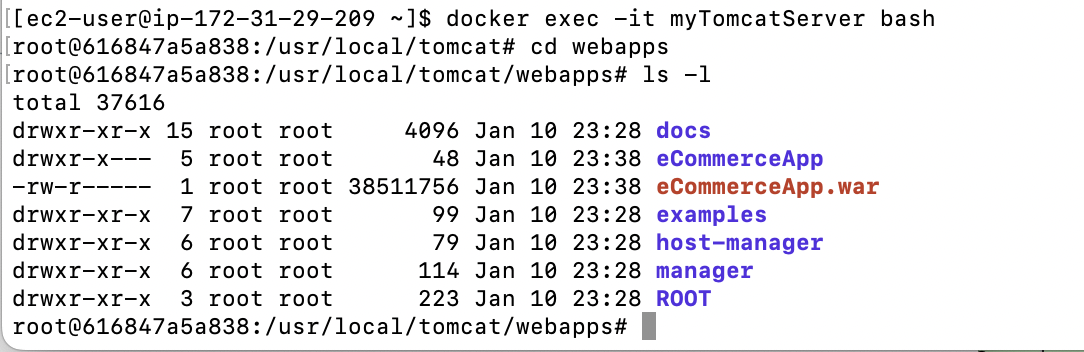 [[ec2-user@ip-172-31-29-209 ~]$ docker exec -it myTomcatServer bash
[root@616847a5a838:/usr/local/tomcat# cd webapps
[root@616847a5a838:/usr/local/tomcat/webapps# ls -l
total 37616
drwxr-xr-x 15 root root     4096 Jan 10 23:28 docs
drwxr-x---  5 root root       48 Jan 10 23:38 eCommerceApp
-rw-r-----  1 root root 38511756 Jan 10 23:38 eCommerceApp.war
drwxr-xr-x  7 root root       99 Jan 10 23:28 examples
drwxr-xr-x  6 root root       79 Jan 10 23:28 host-manager
drwxr-xr-x  6 root root      114 Jan 10 23:28 manager
drwxr-xr-x  3 root root      223 Jan 10 23:28 ROOT
root@616847a5a838:/usr/local/tomcat/webapps#